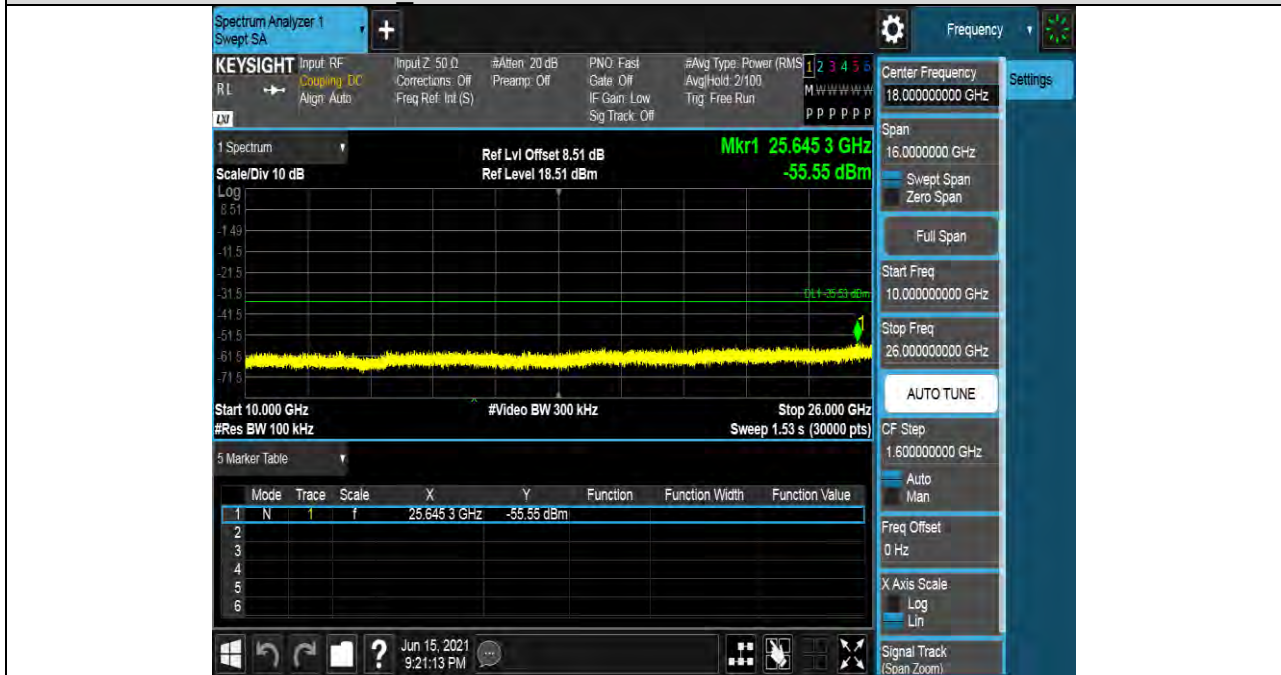 Spectrum Analyzer 1
Swept SA
+
Frequency
KEYSIGHT
RL
LXI
Input: RF
Coupling: DC
Align: Auto
Input Z: 50 Ω
Corrections: Off
Freq Ref: Int (S)
#Atten: 20 dB
Preamp: Off
PNO: Fast
Gate: Off
IF Gain: Low
Sig Track: Off
#Avg Type: Power (RMS
Avg|Hold: 2/100
Trig: Free Run
1 2 3 4 5 6
M W W W W W
P P P P P P
1 Spectrum
Scale/Div 10 dB
Ref Lvl Offset 8.51 dB
Ref Level 18.51 dBm
Mkr1 25.645 3 GHz
-55.55 dBm
Log
8.51
-1.49
-11.5
-21.5
-31.5
-41.5
-51.5
-61.5
-71.5
1
Start 10.000 GHz
#Video BW 300 kHz
Stop 26.000 GHz
#Res BW 100 kHz
Sweep 1.53 s (30000 pts)
5 Marker Table
Mode Trace Scale X Y Function Function Width Function Value
1 N 1 f 25.645 3 GHz -55.55 dBm
2
3
4
5
6
Jun 15, 2021
9:21:13 PM
?
Center Frequency
18.000000000 GHz
Settings
Span
16.0000000 GHz
Swept Span
Zero Span
Full Span
Start Freq
10.000000000 GHz
Stop Freq
26.000000000 GHz
AUTO TUNE
CF Step
1.600000000 GHz
Auto
Man
Freq Offset
0 Hz
X Axis Scale
Log
Lin
Signal Track
(Span Zoom)